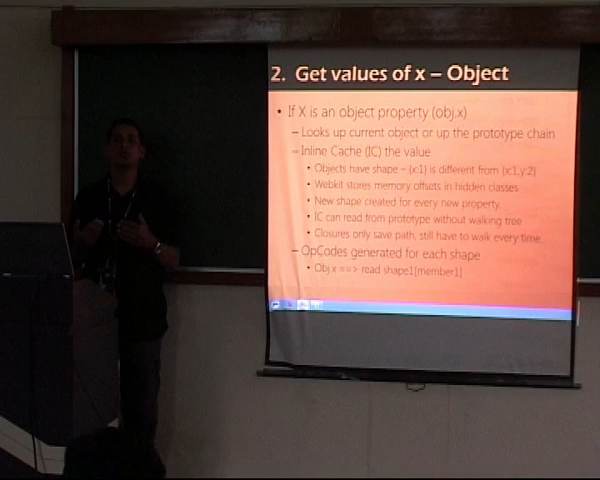 2. Get values of x – Object
• If X is an object property (obj.x)
– Looks up current object or up the prototype chain
– Inline Cache (IC) the value
• Objects have shape – {x:1} is different from {x:1,y:2}
• Webkit stores memory offsets in hidden classes
• New shape created for every new property.
• IC can read from prototype without walking tree
• Closures only save path, still have to walk every time
– OpCodes generated for each shape
• Obj.x ==> read shape1[member1]